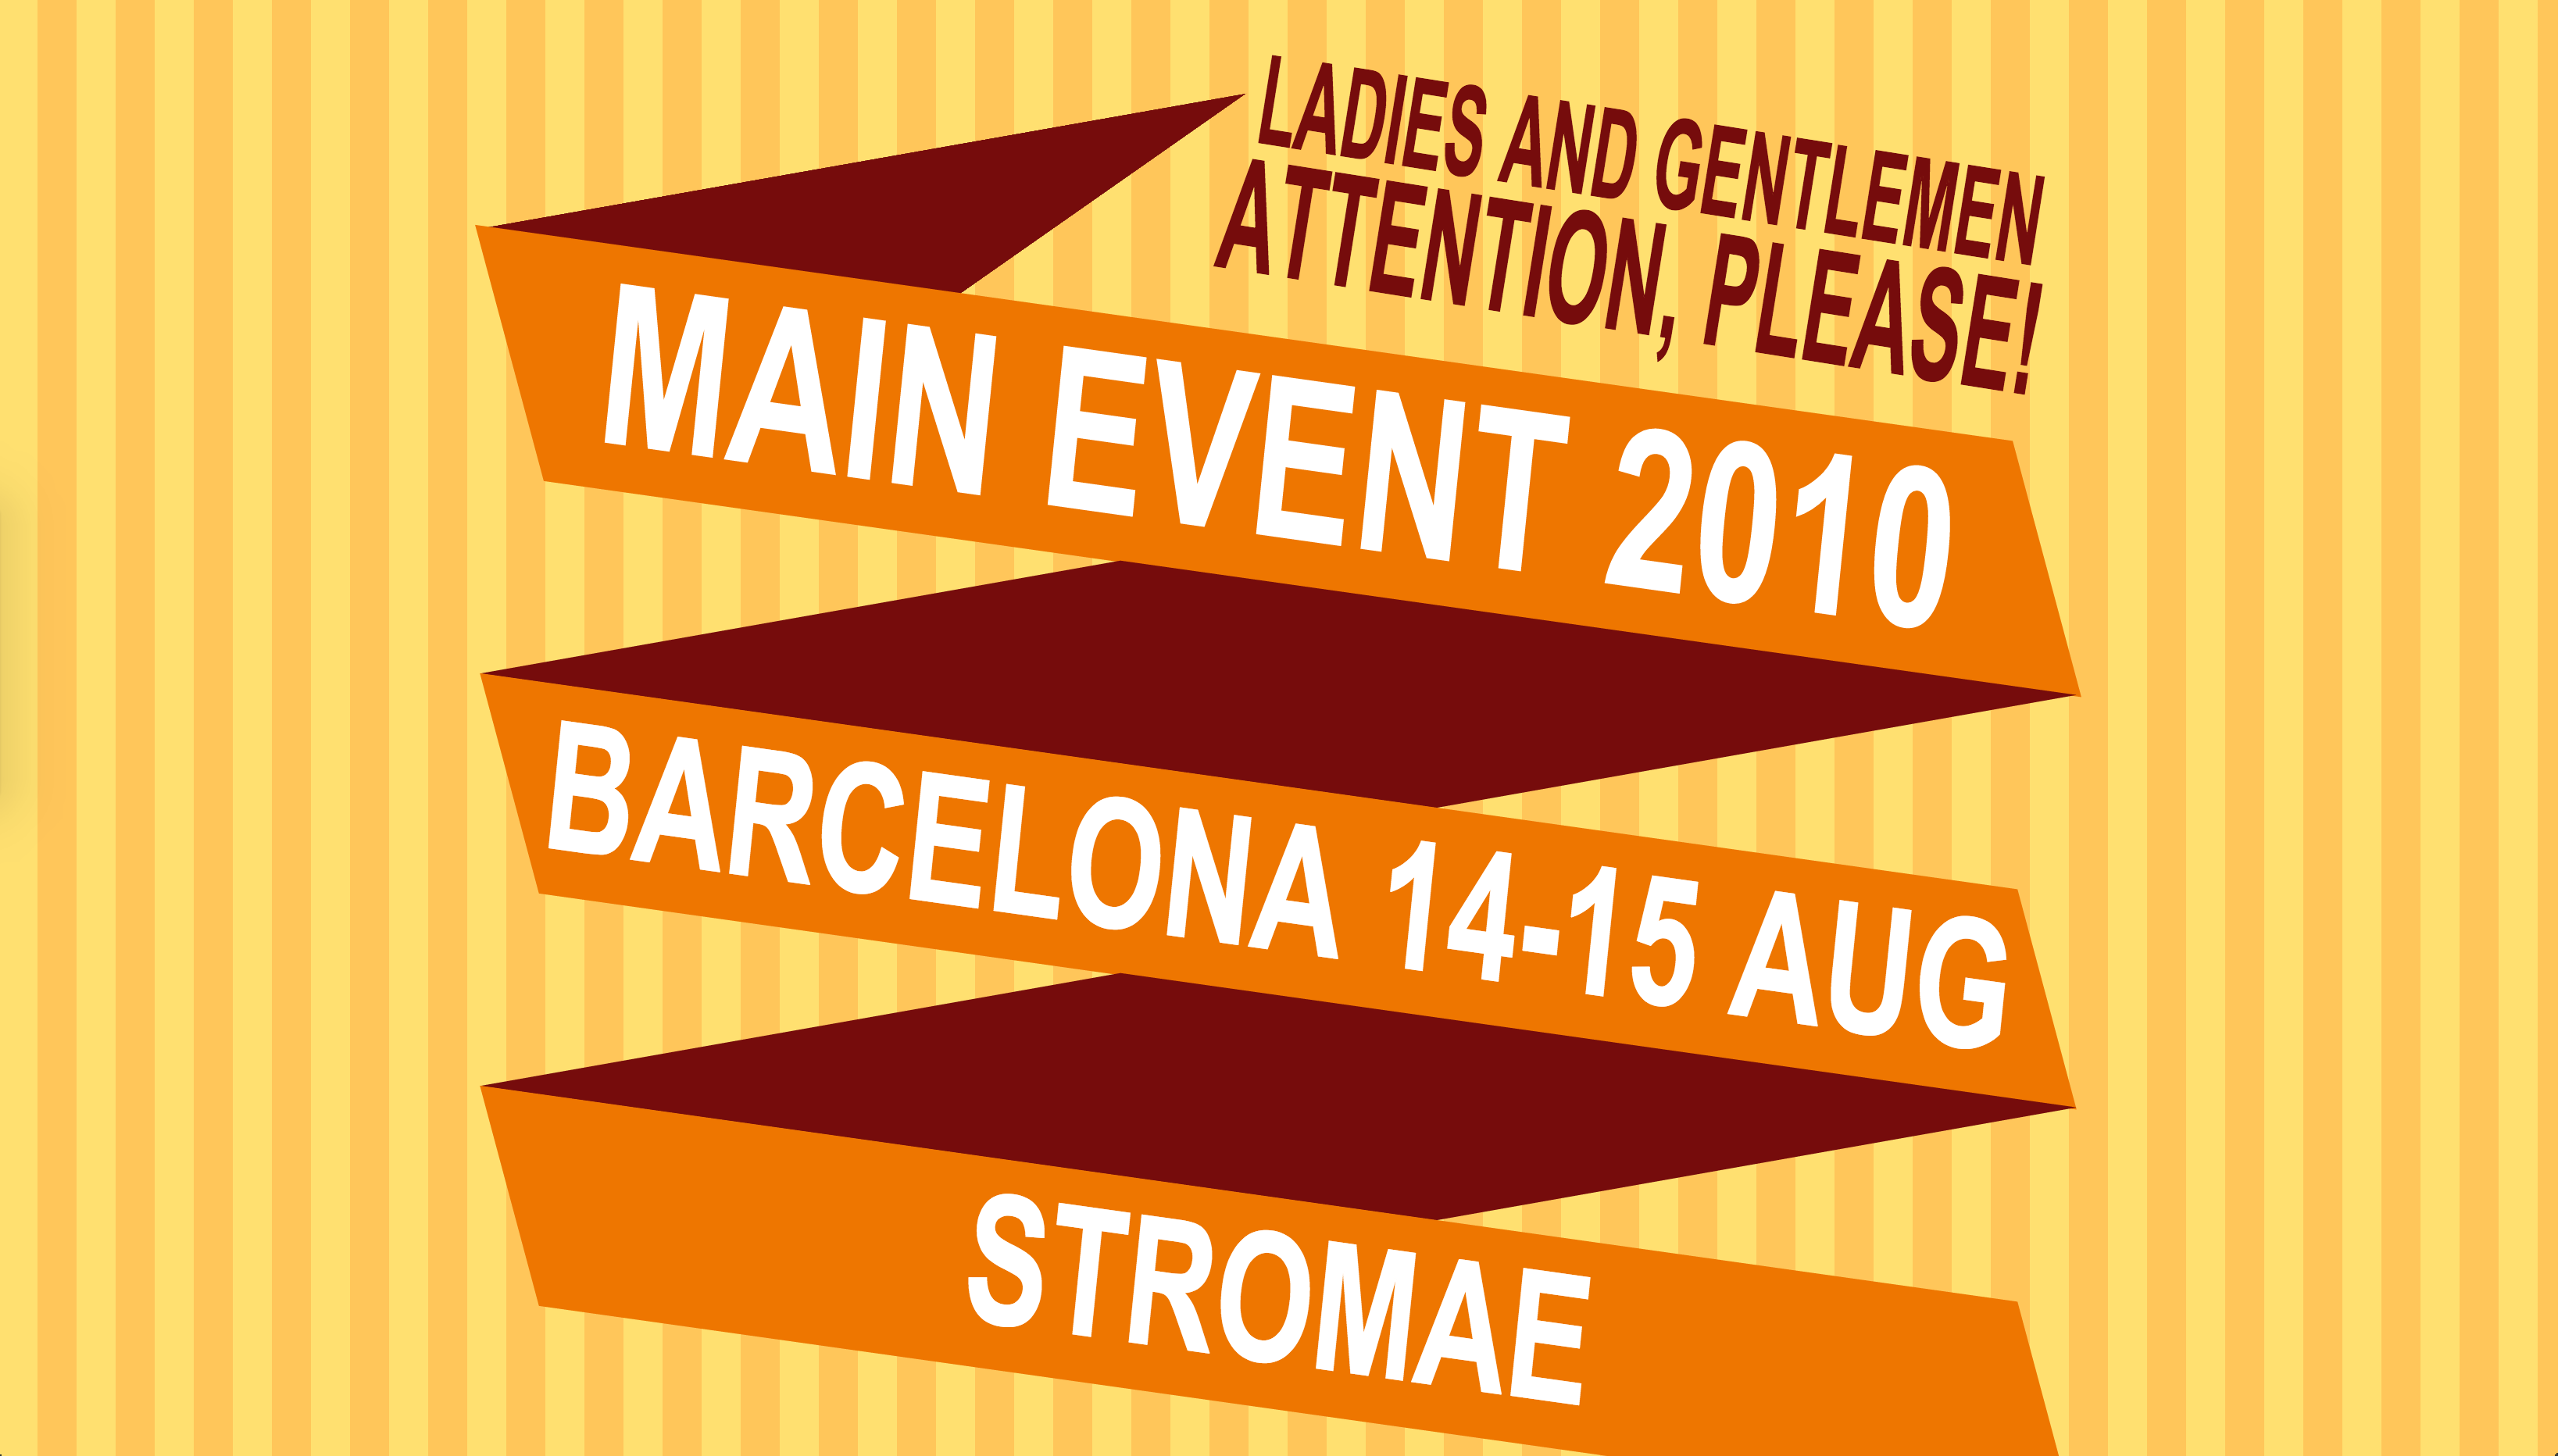 LADIES AND GENTLEMEN
ATTENTION, PLEASE!
MAIN EVENT 2010
BARCELONA 14-15 AUG
STROMAE